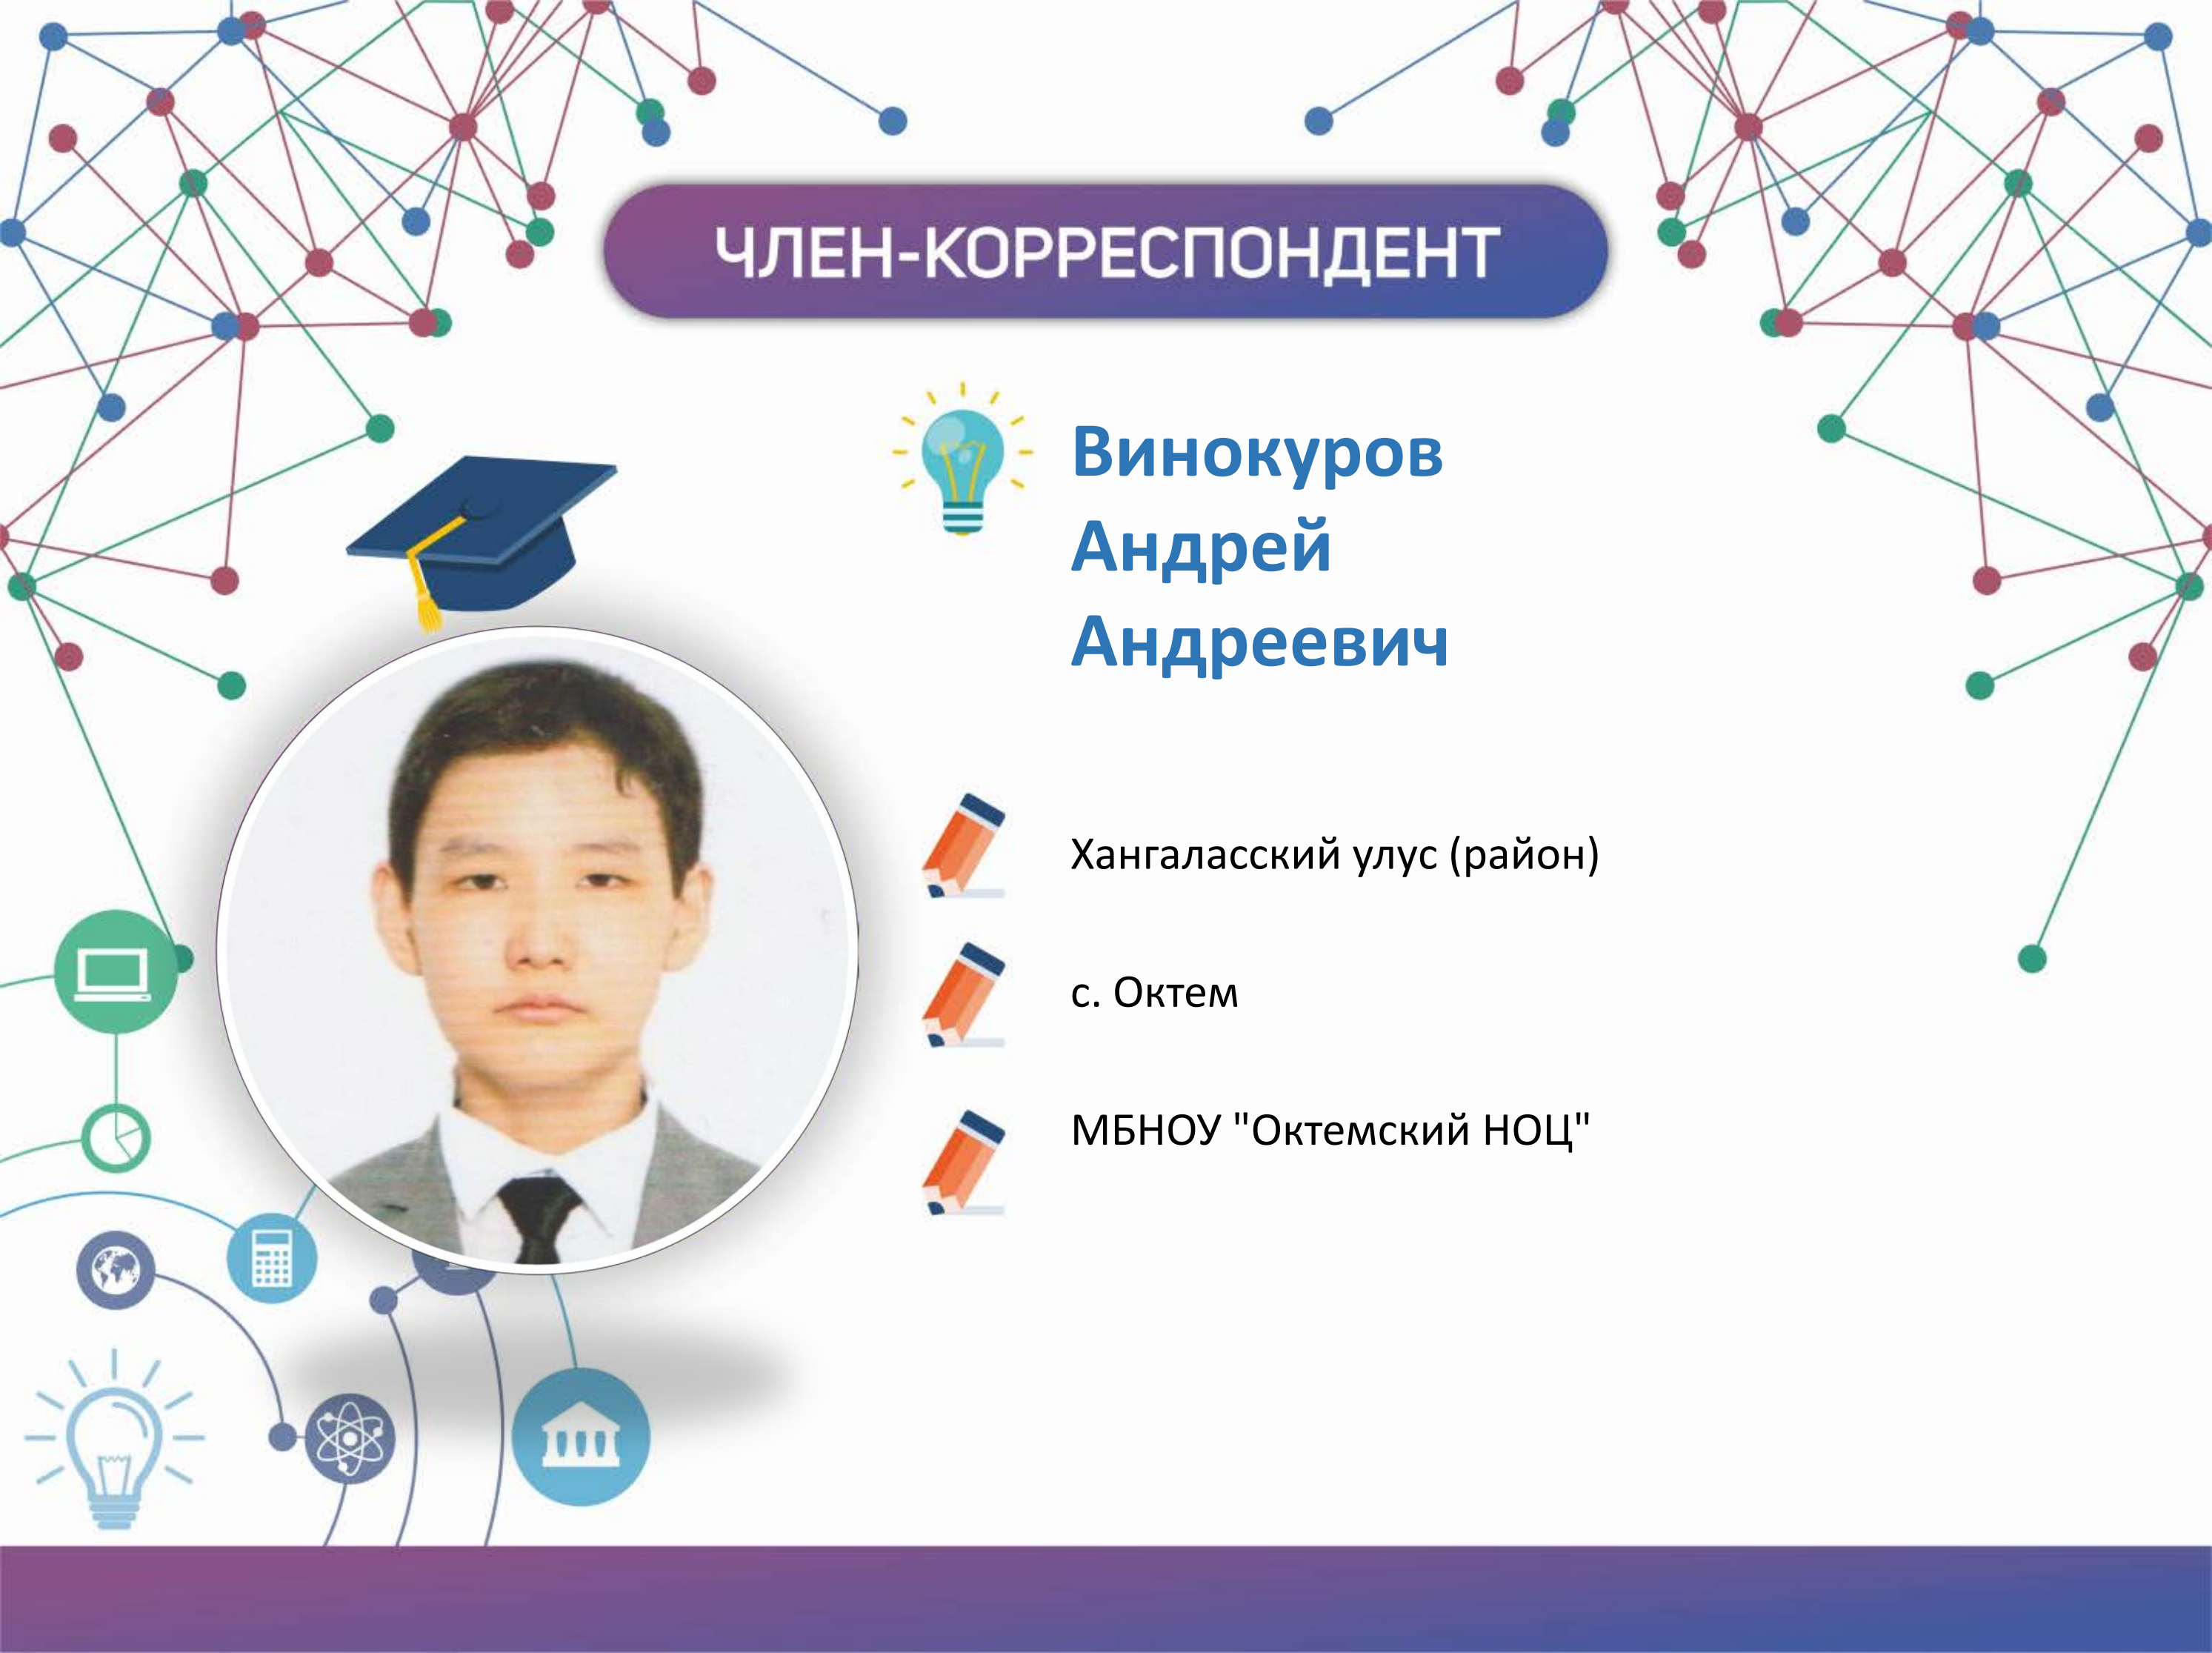 ЧЛЕН-КОРРЕСПОНДЕНТ
Винокуров
Андрей
Андреевич
Хангаласский улус (район)
с. Октем
МБНОУ "Октемский НОЦ"